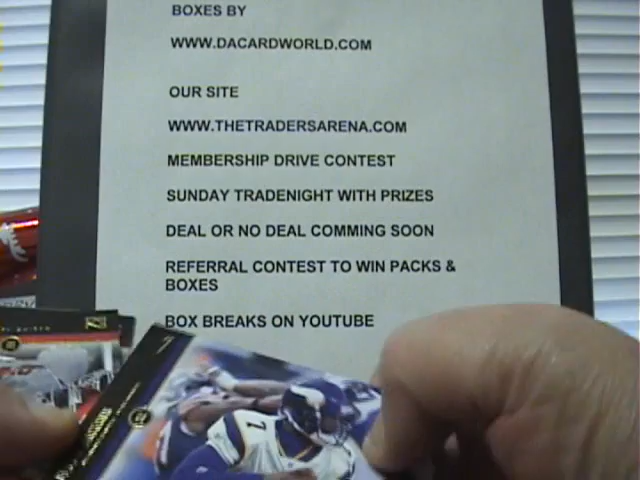 BOXES BY
WWW.DACARDWORLD.COM
OUR SITE
WWW.THETRADERSARENA.COM
MEMBERSHIP DRIVE CONTEST
SUNDAY TRADENIGHT WITH PRIZES
DEAL OR NO DEAL COMMING SOON
REFERRAL CONTEST TO WIN PACKS &
BOXES
BOX BREAKS ON YOUTUBE
7